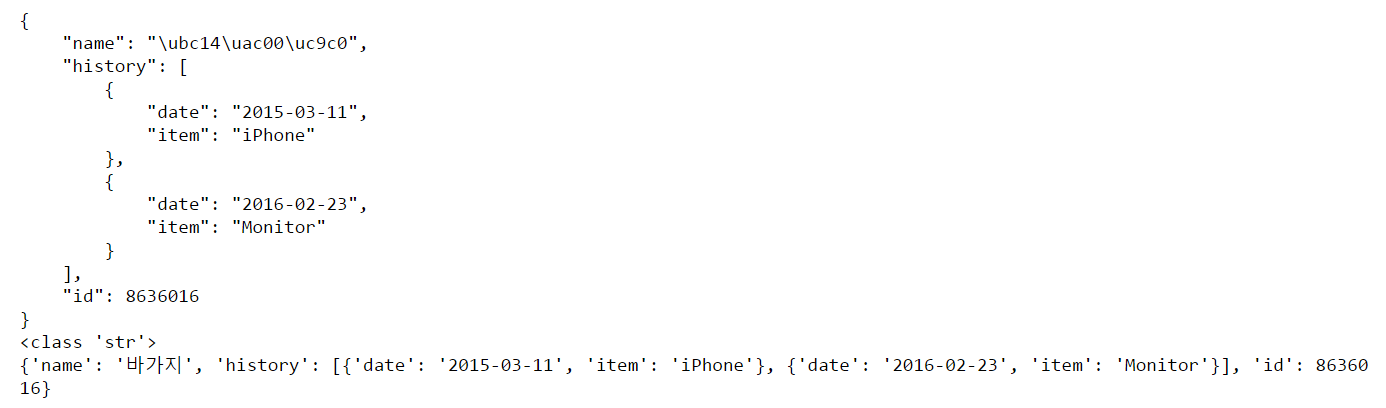 {
    "name": "\ubc14\uac00\uc9c0",
    "history": [
        {
            "date": "2015-03-11",
            "item": "iPhone"
        },
        {
            "date": "2016-02-23",
            "item": "Monitor"
        }
    ],
    "id": 8636016
}
<class 'str'>
{'name': '바가지', 'history': [{'date': '2015-03-11', 'item': 'iPhone'}, {'date': '2016-02-23', 'item': 'Monitor'}], 'id': 86360
16}